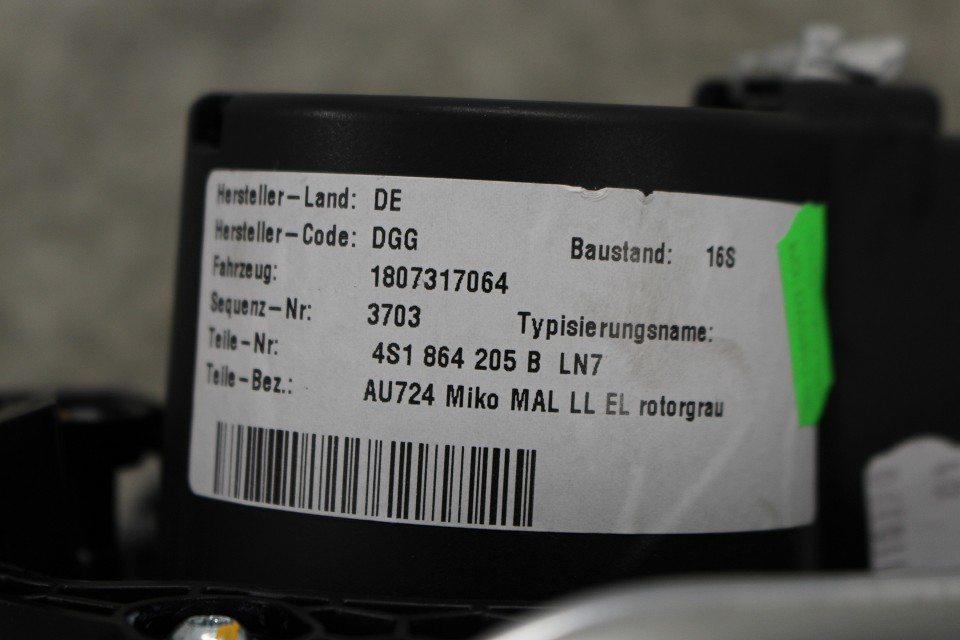 Hersteller-Land: DE
Hersteller-Code: DGG Baustand: 16S
Fahrzeug: 1807317064
Sequenz-Nr: 3703 Typisierungsname:
Teile-Nr: 4S1 864 205 B LN7
Teile-Bez.: AU724 Miko MAL LL EL rotorgrau